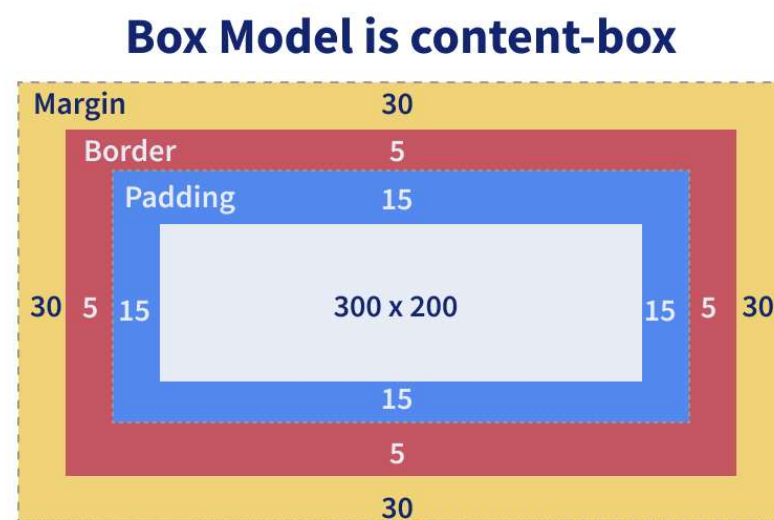 Box Model is content-box
Margin 30
Border 5
Padding 15
30 5 15 300 x 200 15 5 30
15
5
30